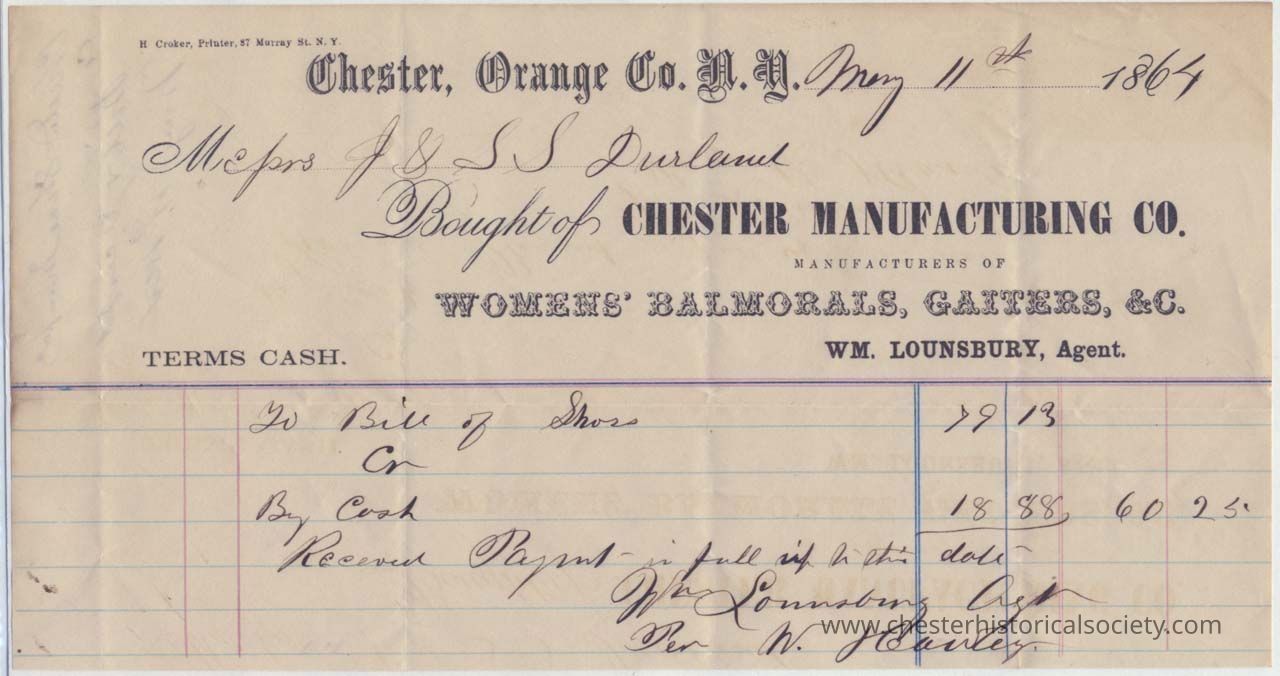 H Croker, Printer, 87 Murray St. N. Y.
Chester, Orange Co. N. Y. May 11th 1864
Messrs J & S S Durland
Bought of CHESTER MANUFACTURING CO.
MANUFACTURERS OF
WOMENS' BALMORALS, GAITERS, &C.
TERMS CASH.
WM. LOUNSBURY, Agent.
To Bill of Shoes 79 13
Cr
By Cash 18 88 60 25
Received Paymt in full up to this date
Wm Lounsbury Agt
www.chesterhistoricalsociety.com
Per W.